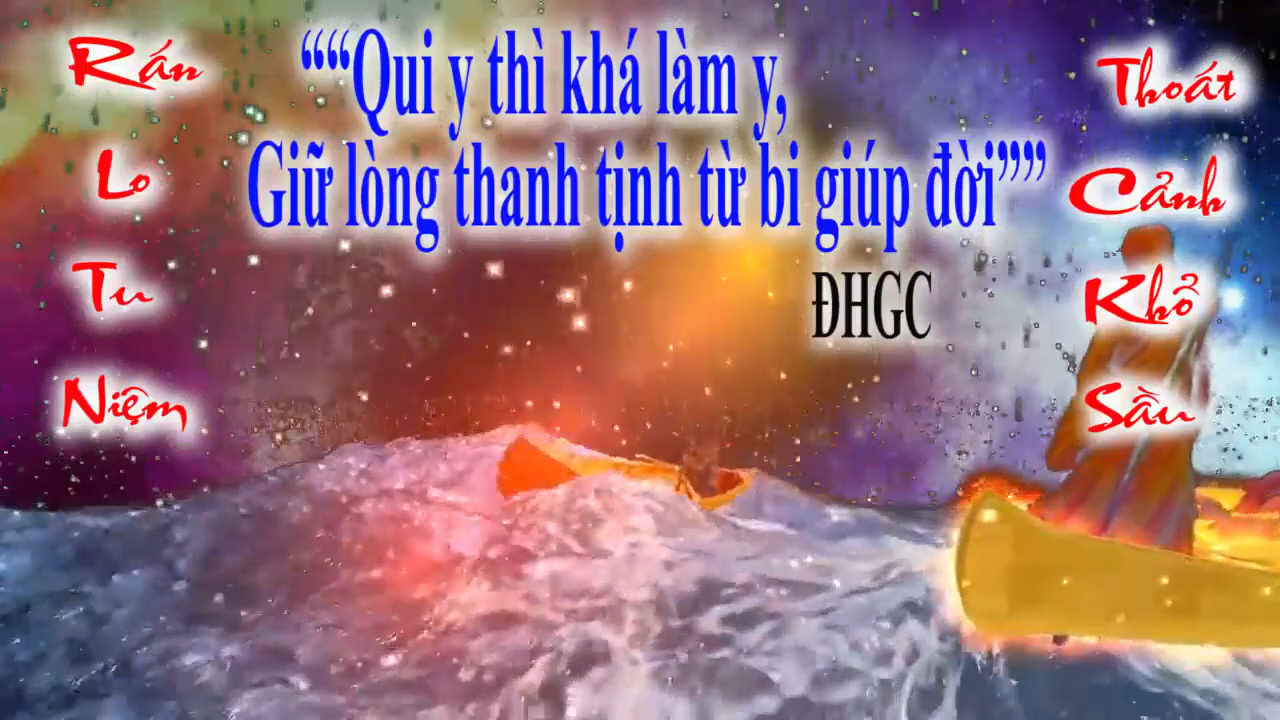 Rán
Lo
Tu
Niệm
““Qui y thì khá làm y,
Giữ lòng thanh tịnh từ bi giúp đời””
ĐHGC
Thoát
Cảnh
Khổ
Sầu